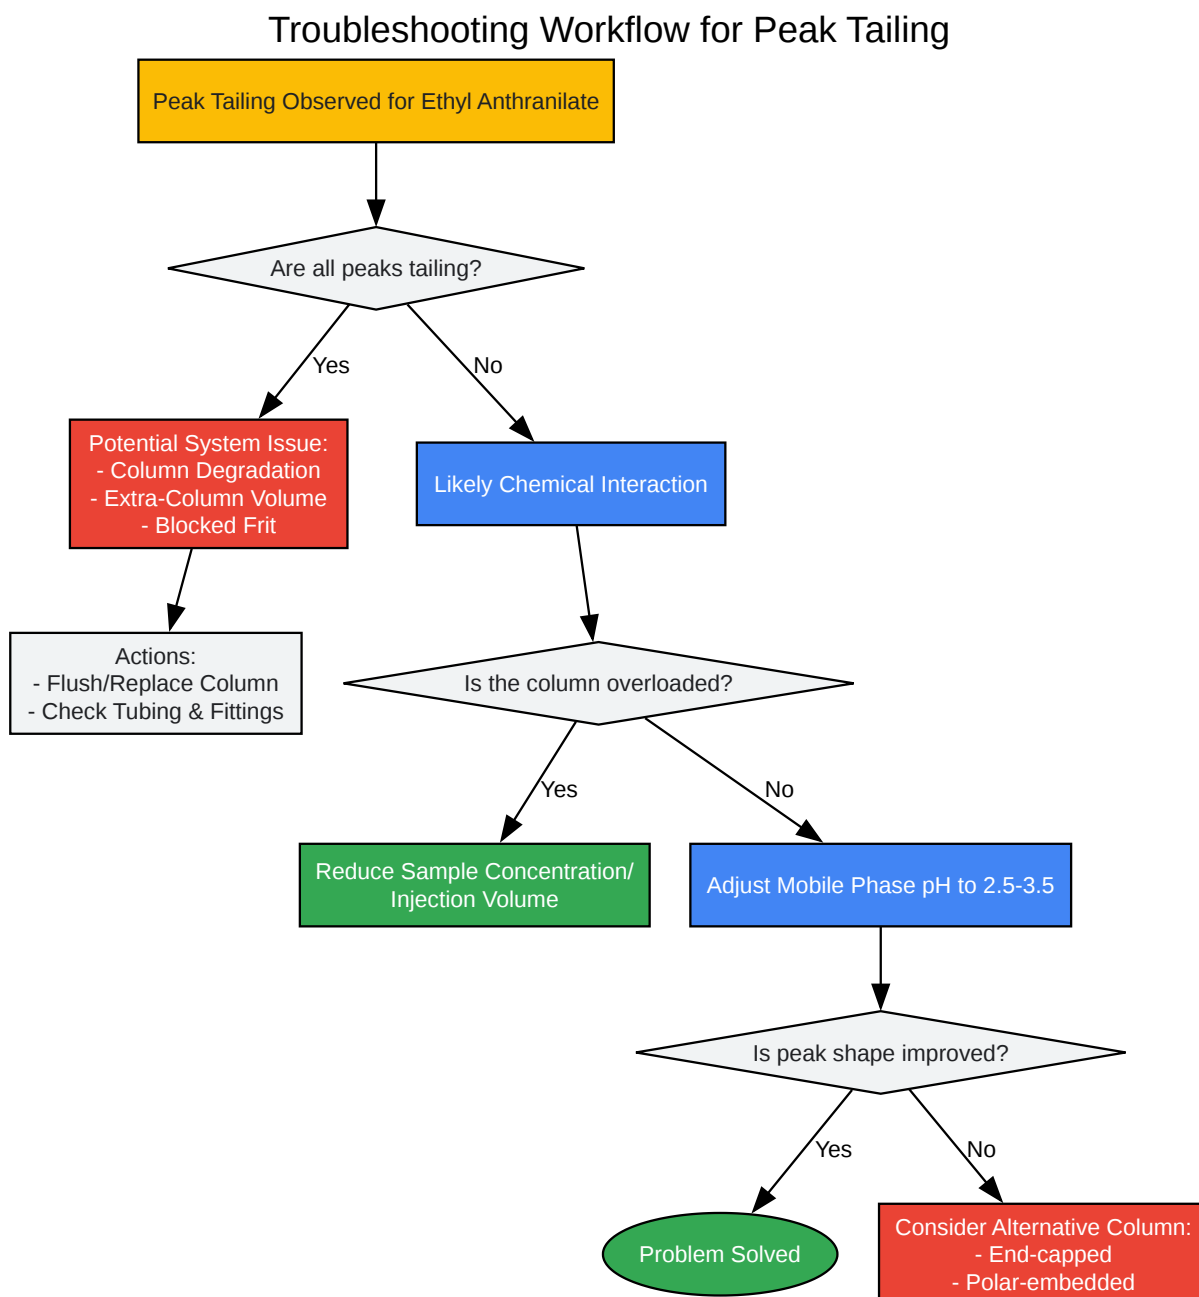 Troubleshooting Workflow for Peak Tailing
Peak Tailing Observed for Ethyl Anthranilate
Are all peaks tailing?
Yes
No
Potential System Issue:
- Column Degradation
- Extra-Column Volume
- Blocked Frit
Likely Chemical Interaction
Actions:
- Flush/Replace Column
- Check Tubing & Fittings
Is the column overloaded?
Yes
No
Reduce Sample Concentration/
Injection Volume
Adjust Mobile Phase pH to 2.5-3.5
Is peak shape improved?
Yes
No
Problem Solved
Consider Alternative Column:
- End-capped
- Polar-embedded